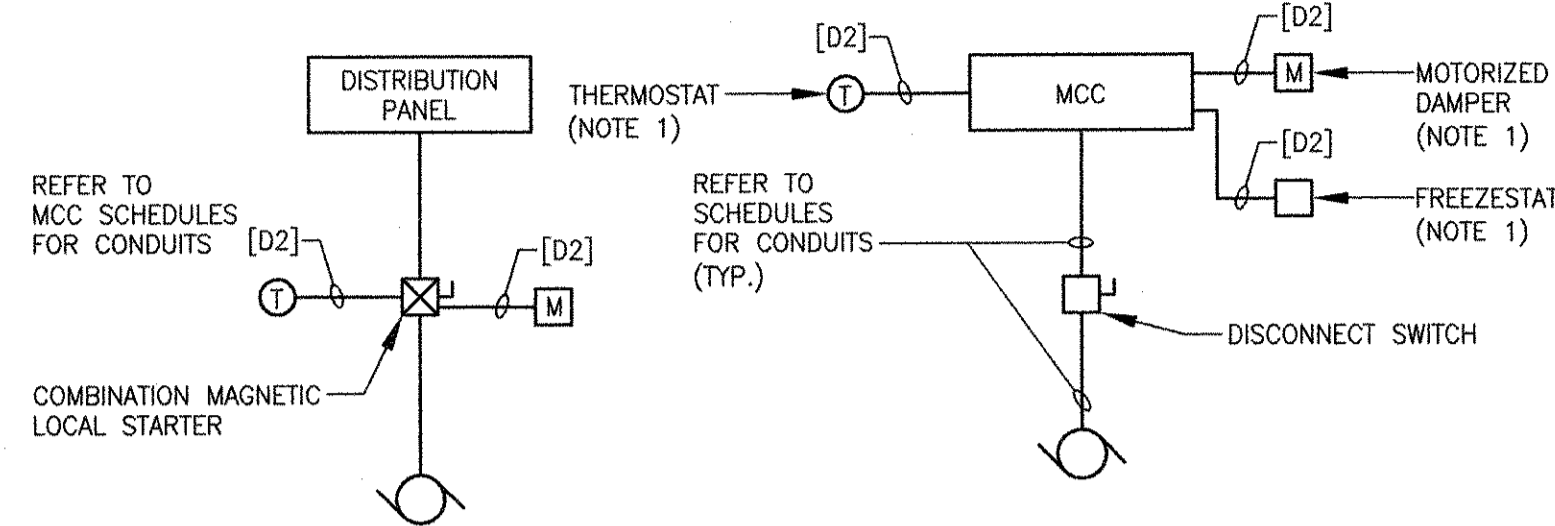 DISTRIBUTION
PANEL
REFER TO
MCC SCHEDULES
FOR CONDUITS
[D2]
[D2]
T
M
COMBINATION MAGNETIC
LOCAL STARTER
[D2]
[D2]
THERMOSTAT
(NOTE 1)
T
MCC
M
MOTORIZED
DAMPER
(NOTE 1)
[D2]
FREEZESTAT
(NOTE 1)
REFER TO
SCHEDULES
FOR CONDUITS
(TYP.)
DISCONNECT SWITCH